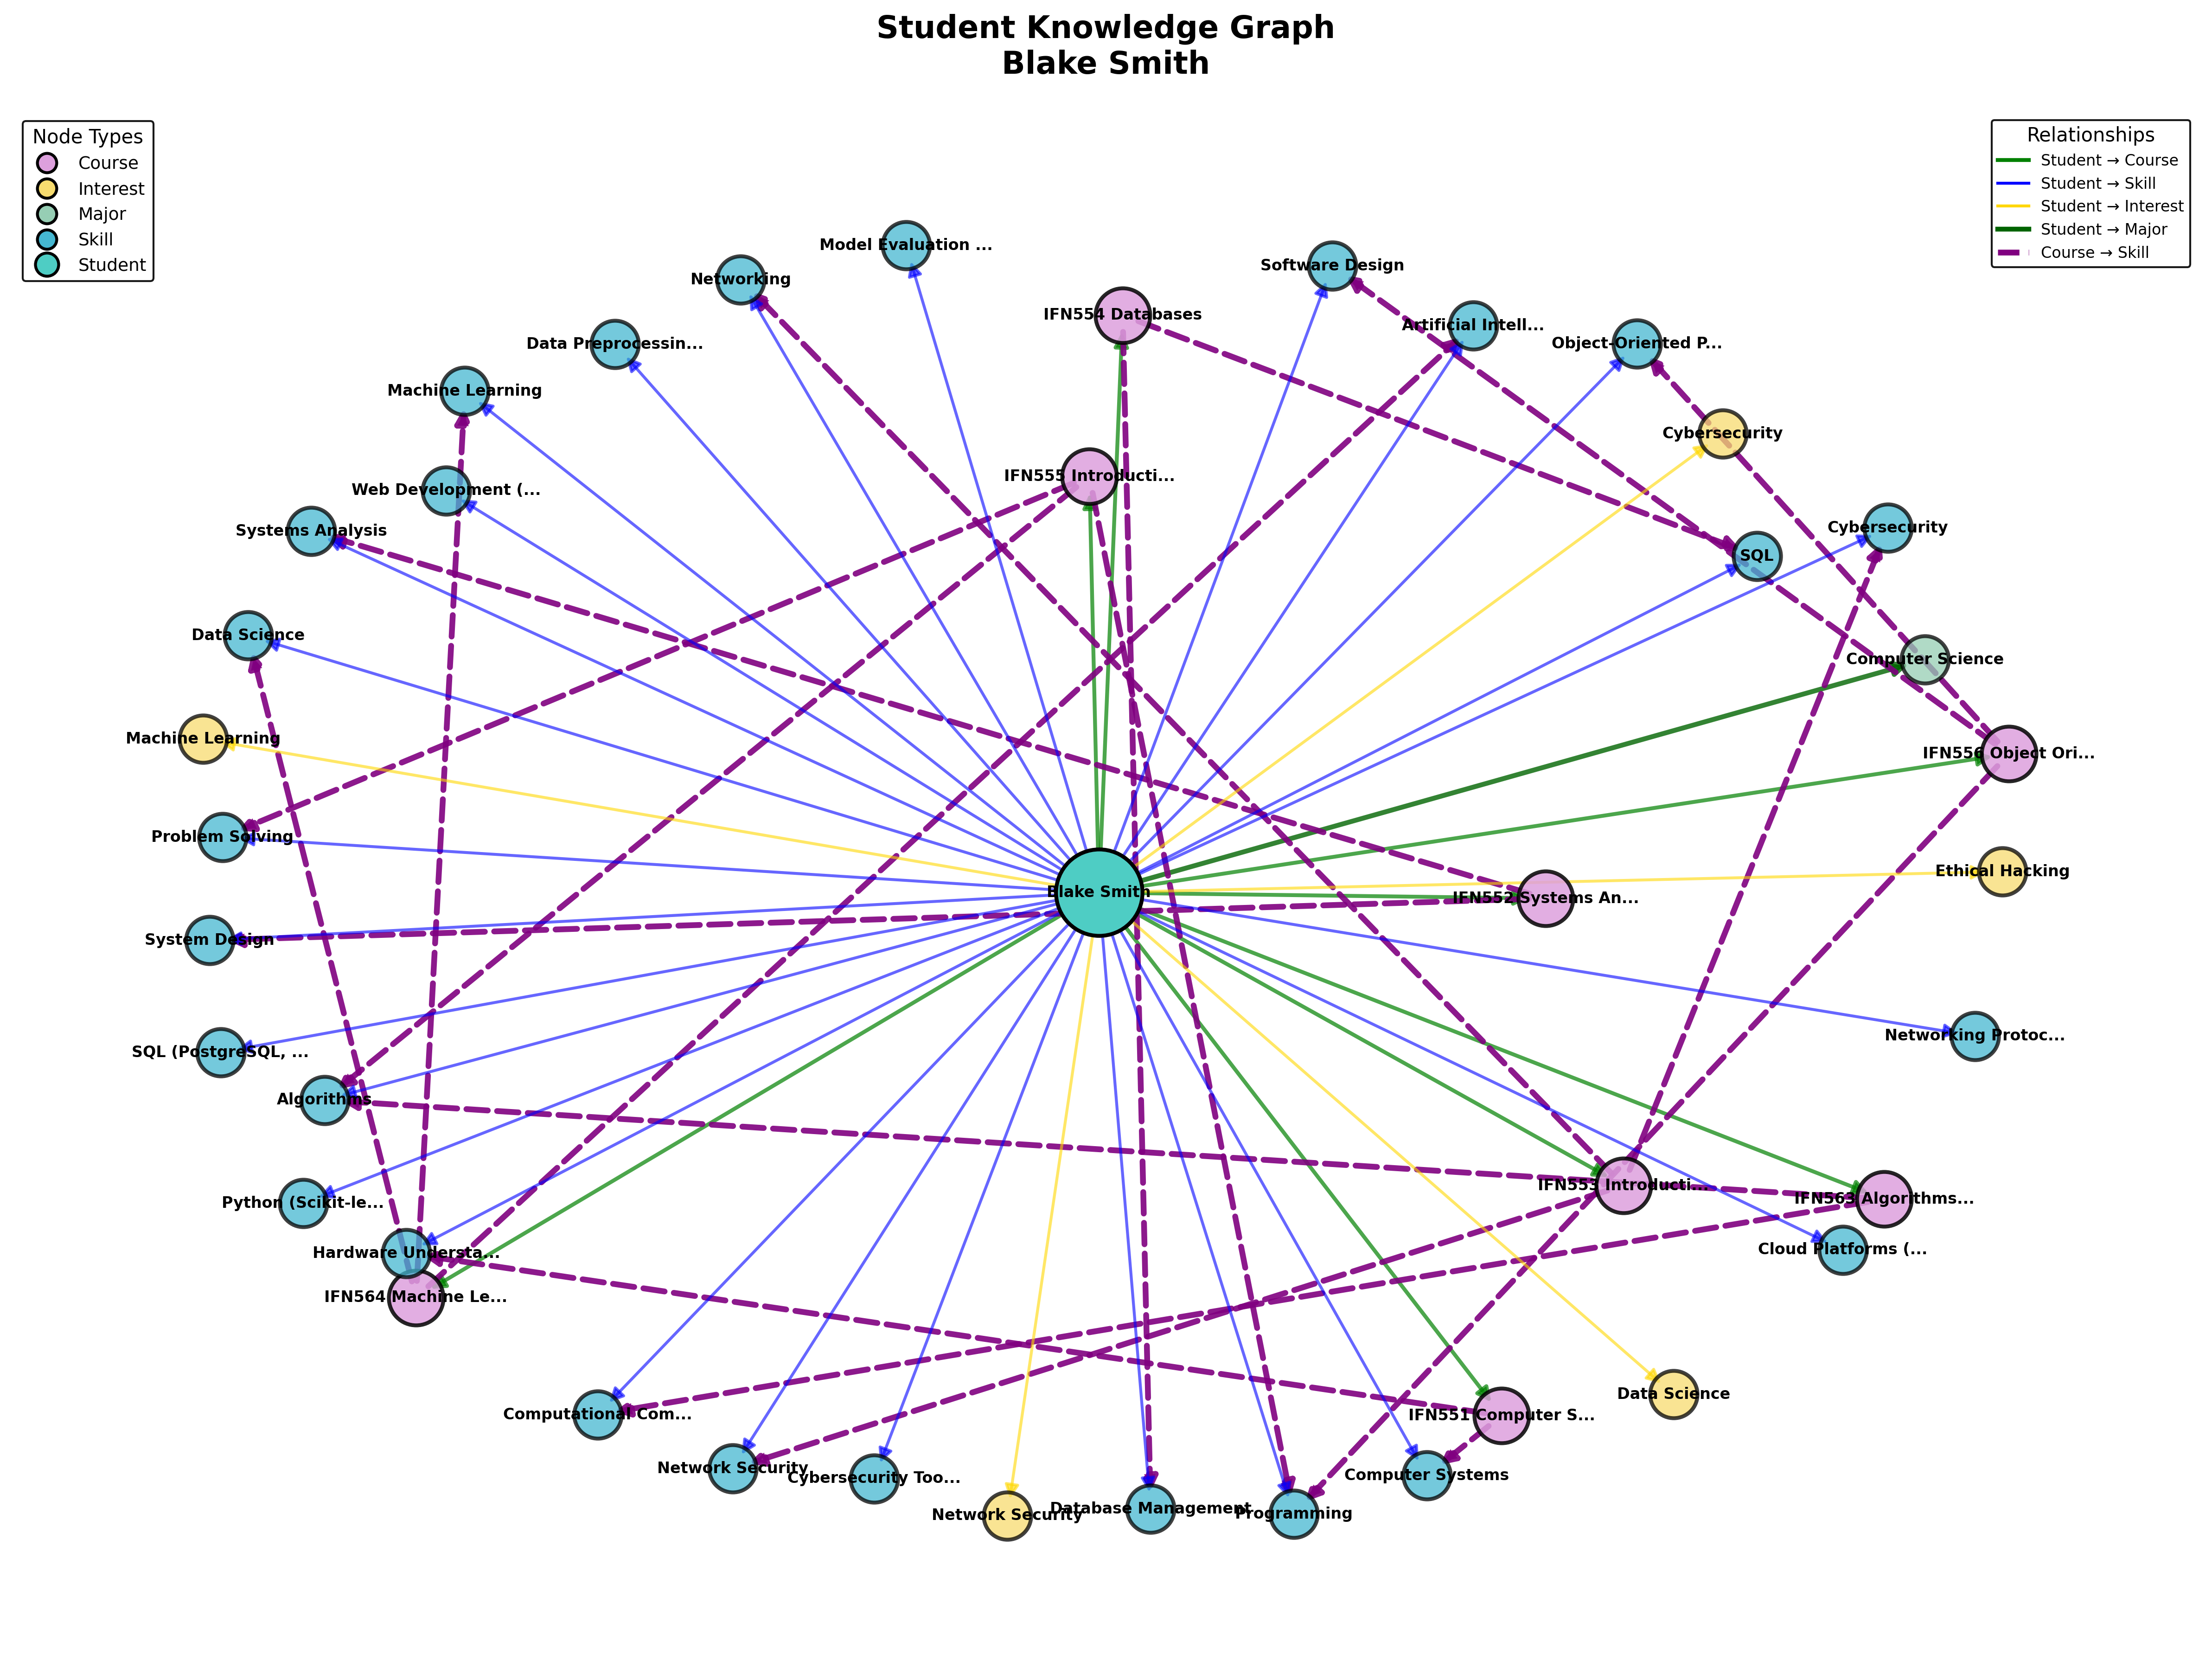 Student Knowledge Graph
Blake Smith
Node Types
Course
Interest
Major
Skill
Student
Relationships
Student → Course
Student → Skill
Student → Interest
Student → Major
Course → Skill
Model Evaluation ...
Software Design
Networking
IFN554 Databases
Artificial Intell...
Data Preprocessin...
Object-Oriented P...
Machine Learning
Cybersecurity
IFN555 Introducti...
Web Development (...
Systems Analysis
Cybersecurity
SQL
Data Science
Computer Science
Machine Learning
IFN556 Object Ori...
Problem Solving
Ethical Hacking
Blake Smith
IFN552 Systems An...
System Design
Networking Protoc...
SQL (PostgreSQL, ...
Algorithms
IFN553 Introducti...
IFN563 Algorithms...
Python (Scikit-le...
Hardware Understa...
Cloud Platforms (...
IFN564 Machine Le...
Data Science
Computational Com...
IFN551 Computer S...
Network Security
Cybersecurity Too...
Computer Systems
Network Security
Database Management
Programming